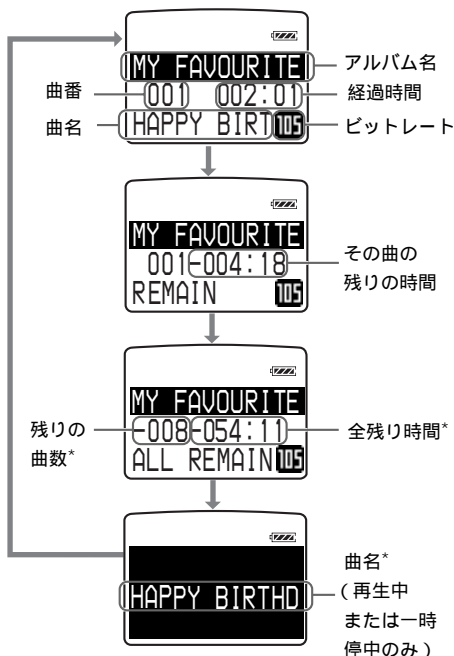 MY FAVOURITE
アルバム名
曲番
001 002:01
経過時間
曲名
HAPPY BIRT 105
ビットレート
MY FAVOURITE
001 -004:18
その曲の
残りの時間
REMAIN 105
MY FAVOURITE
残りの
曲数*
-008 -054:11
全残り時間*
ALL REMAIN 105
HAPPY BIRTHD
曲名*
(再生中
または一時
停中のみ)